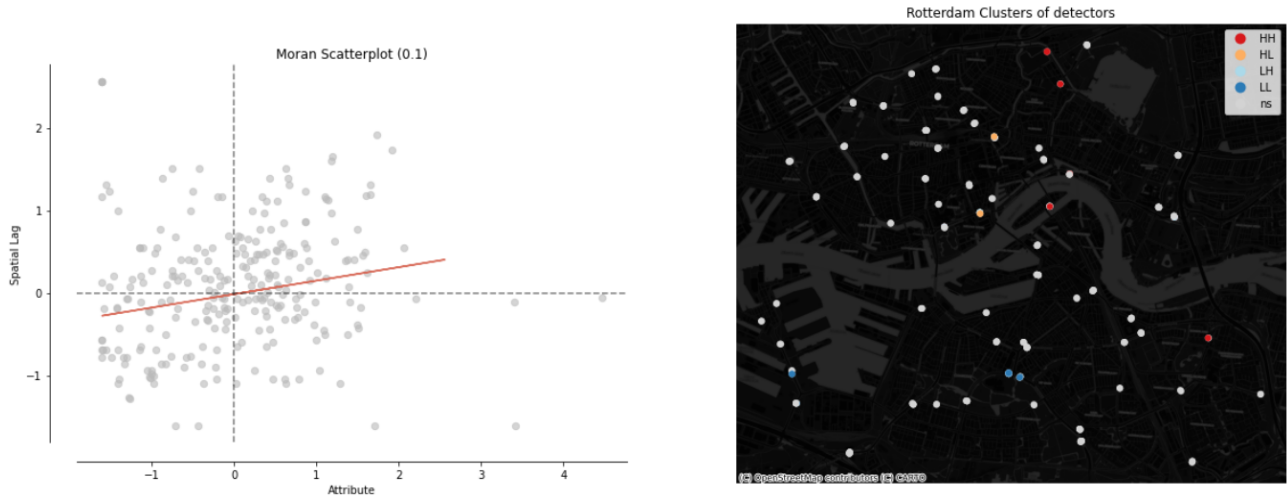 Moran Scatterplot (0.1)
Spatial Lag
2
1
0
−1
−1
0
1
2
3
4
Attribute
Rotterdam Clusters of detectors
HH
HL
LH
LL
ns
(C) OpenStreetMap contributors (C) CARTO